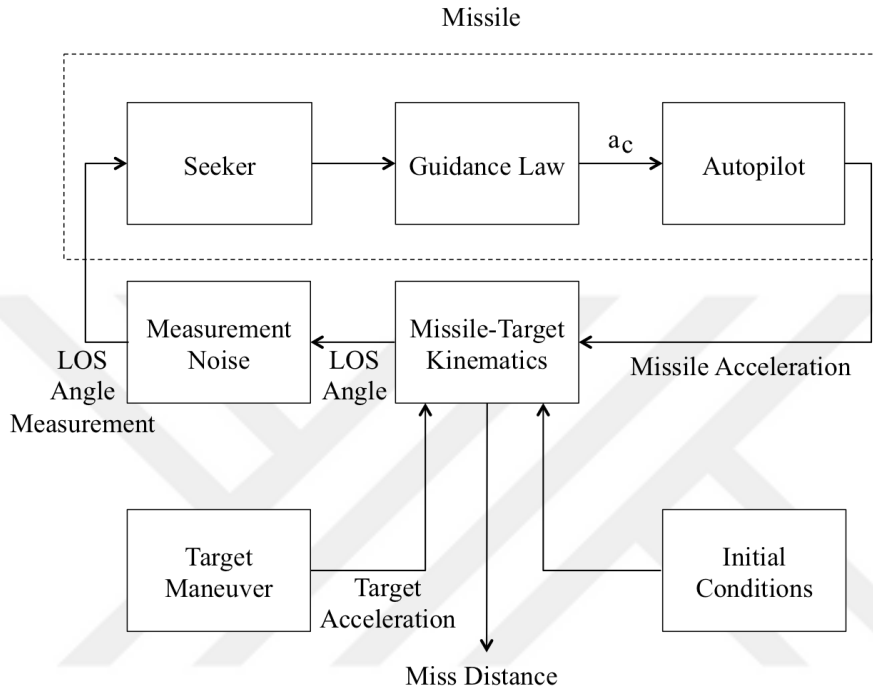 Missile
Seeker
Guidance Law
a_c
Autopilot
Measurement
Noise
Missile-Target
Kinematics
LOS
Angle
Measurement
LOS
Angle
Missile Acceleration
Target
Maneuver
Target
Acceleration
Initial
Conditions
Miss Distance